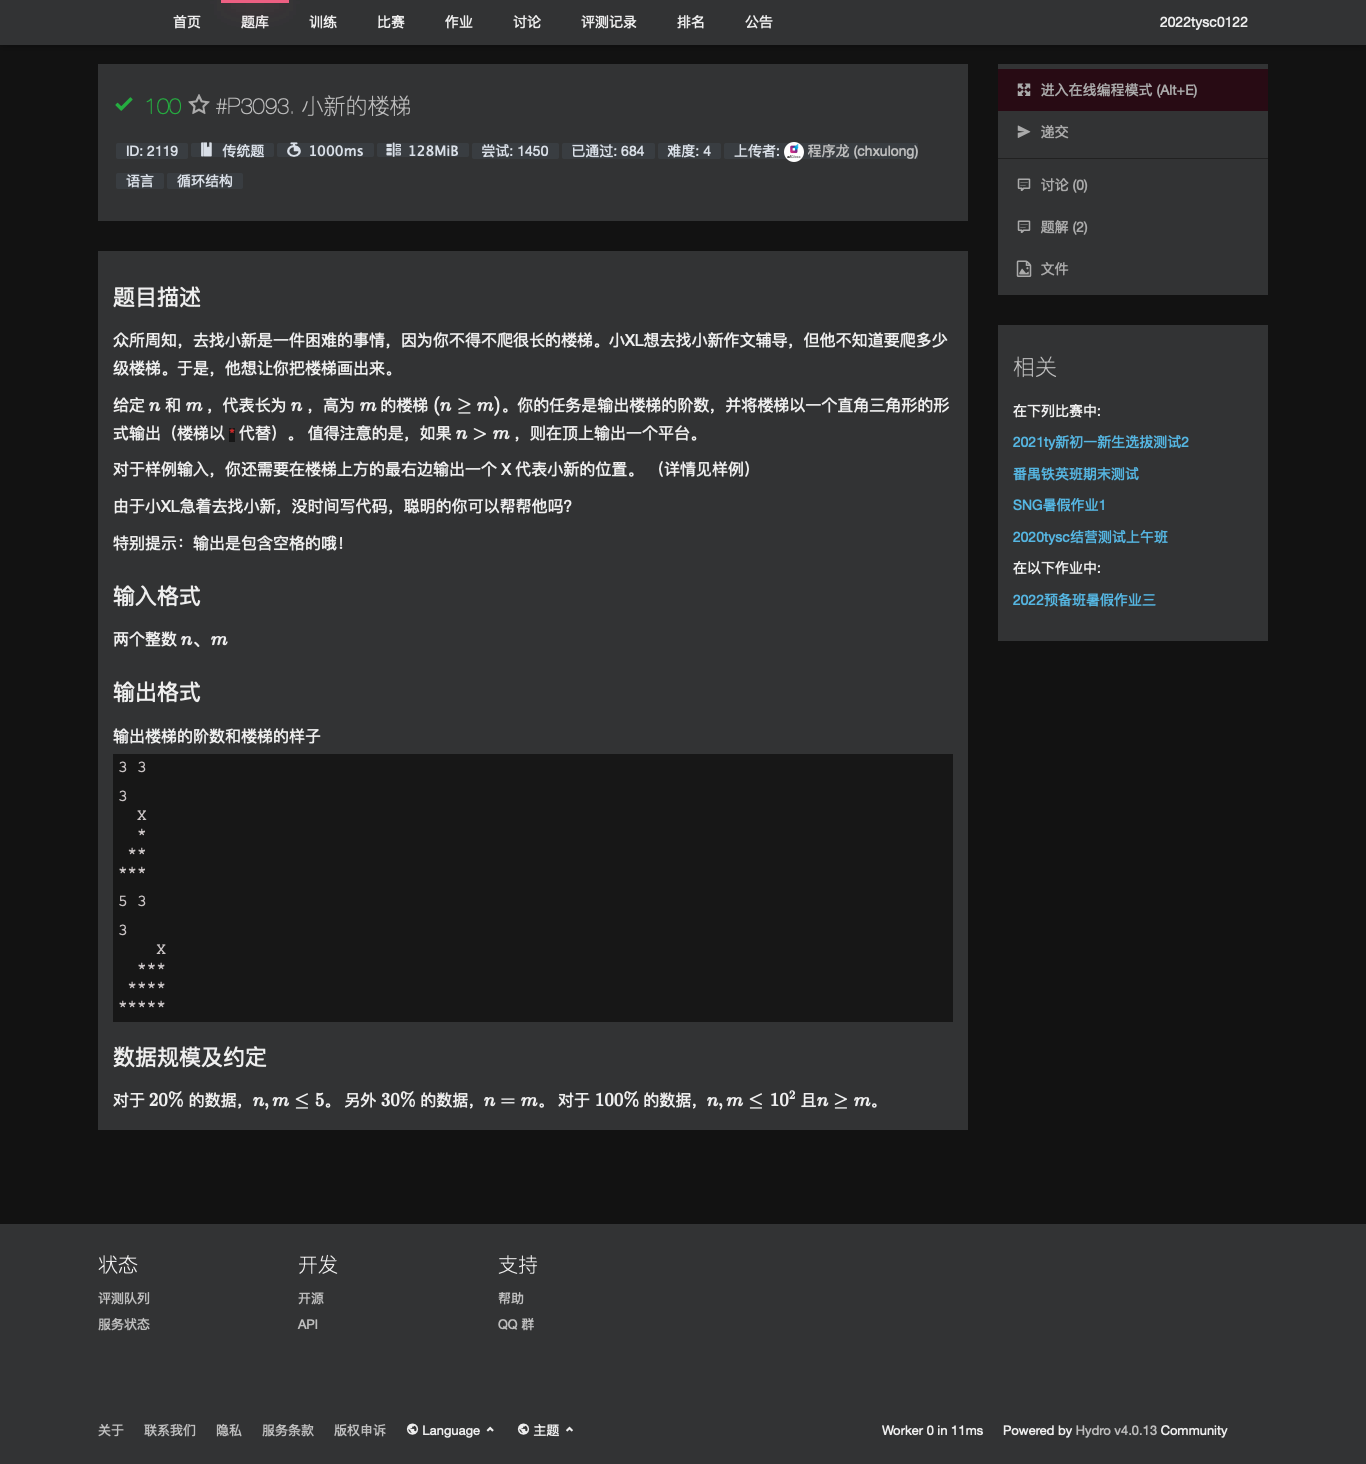 首页 题库 训练 比赛 作业 讨论 评测记录 排名 公告 2022tysc0122
100 #P3093. 小新的楼梯
ID: 2119 传统题 1000ms 128MiB 尝试: 1450 已通过: 684 难度: 4 上传者: 程序龙 (chxulong)
语言 循环结构
题目描述
众所周知，去找小新是一件困难的事情，因为你不得不爬很长的楼梯。小XL想去找小新作文辅导，但他不知道要爬多少
级楼梯。于是，他想让你把楼梯画出来。
给定 n 和 m ，代表长为 n ，高为 m 的楼梯 (n ≥ m)。你的任务是输出楼梯的阶数，并将楼梯以一个直角三角形的形
式输出（楼梯以 * 代替）。 值得注意的是，如果 n > m ，则在顶上输出一个平台。
对于样例输入，你还需要在楼梯上方的最右边输出一个 X 代表小新的位置。 （详情见样例）
由于小XL急着去找小新，没时间写代码，聪明的你可以帮帮他吗?
特别提示：输出是包含空格的哦！
输入格式
两个整数 n、m
输出格式
输出楼梯的阶数和楼梯的样子
3 3
3
  X
  *
 **
***
5 3
3
    X
  ***
 ****
*****
数据规模及约定
对于 20% 的数据，n, m ≤ 5。 另外 30% 的数据，n = m。 对于 100% 的数据，n, m ≤ 10² 且n ≥ m。
进入在线编程模式 (Alt+E)
递交
讨论 (0)
题解 (2)
文件
相关
在下列比赛中:
2021ty新初一新生选拔测试2
番禺铁英班期末测试
SNG暑假作业1
2020tysc结营测试上午班
在以下作业中:
2022预备班暑假作业三
状态 开发 支持
评测队列 开源 帮助
服务状态 API QQ 群
关于 联系我们 隐私 服务条款 版权申诉 Language 主题 Worker 0 in 11ms Powered by Hydro v4.0.13 Community